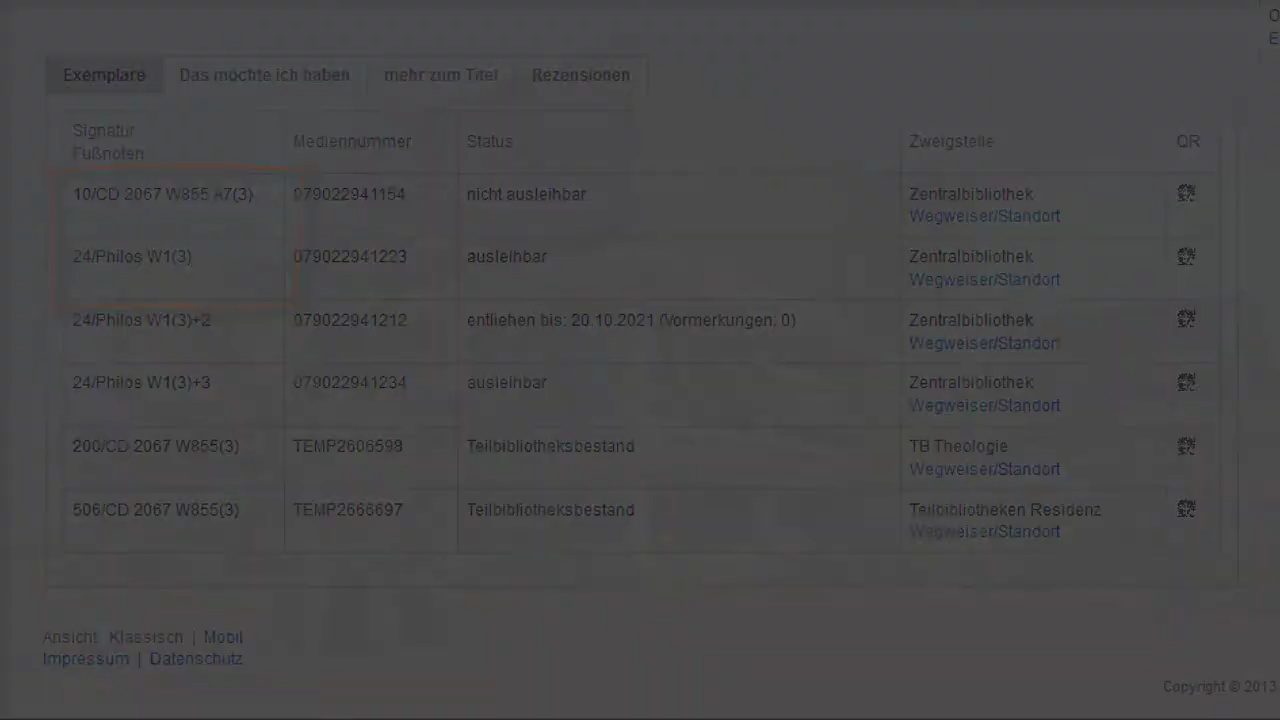 O
E
Exemplare Das möchte ich haben mehr zum Titel Rezensionen
Signatur
Fußnoten
Mediennummer Status Zweigstelle QR
10/CD 2067 W855 A7(3) 079022941154 nicht ausleihbar Zentralbibliothek
Wegweiser/Standort
24/Philos W1(3) 079022941223 ausleihbar Zentralbibliothek
Wegweiser/Standort
24/Philos W1(3)+2 079022941212 entliehen bis: 20.10.2021 (Vormerkungen: 0) Zentralbibliothek
Wegweiser/Standort
24/Philos W1(3)+3 079022941234 ausleihbar Zentralbibliothek
Wegweiser/Standort
200/CD 2067 W855(3) TEMP2606598 Teilbibliotheksbestand TB Theologie
Wegweiser/Standort
506/CD 2067 W855(3) TEMP2666697 Teilbibliotheksbestand Teilbibliotheken Residenz
Wegweiser/Standort
Ansicht: Klassisch | Mobil
Impressum | Datenschutz
Copyright © 2013